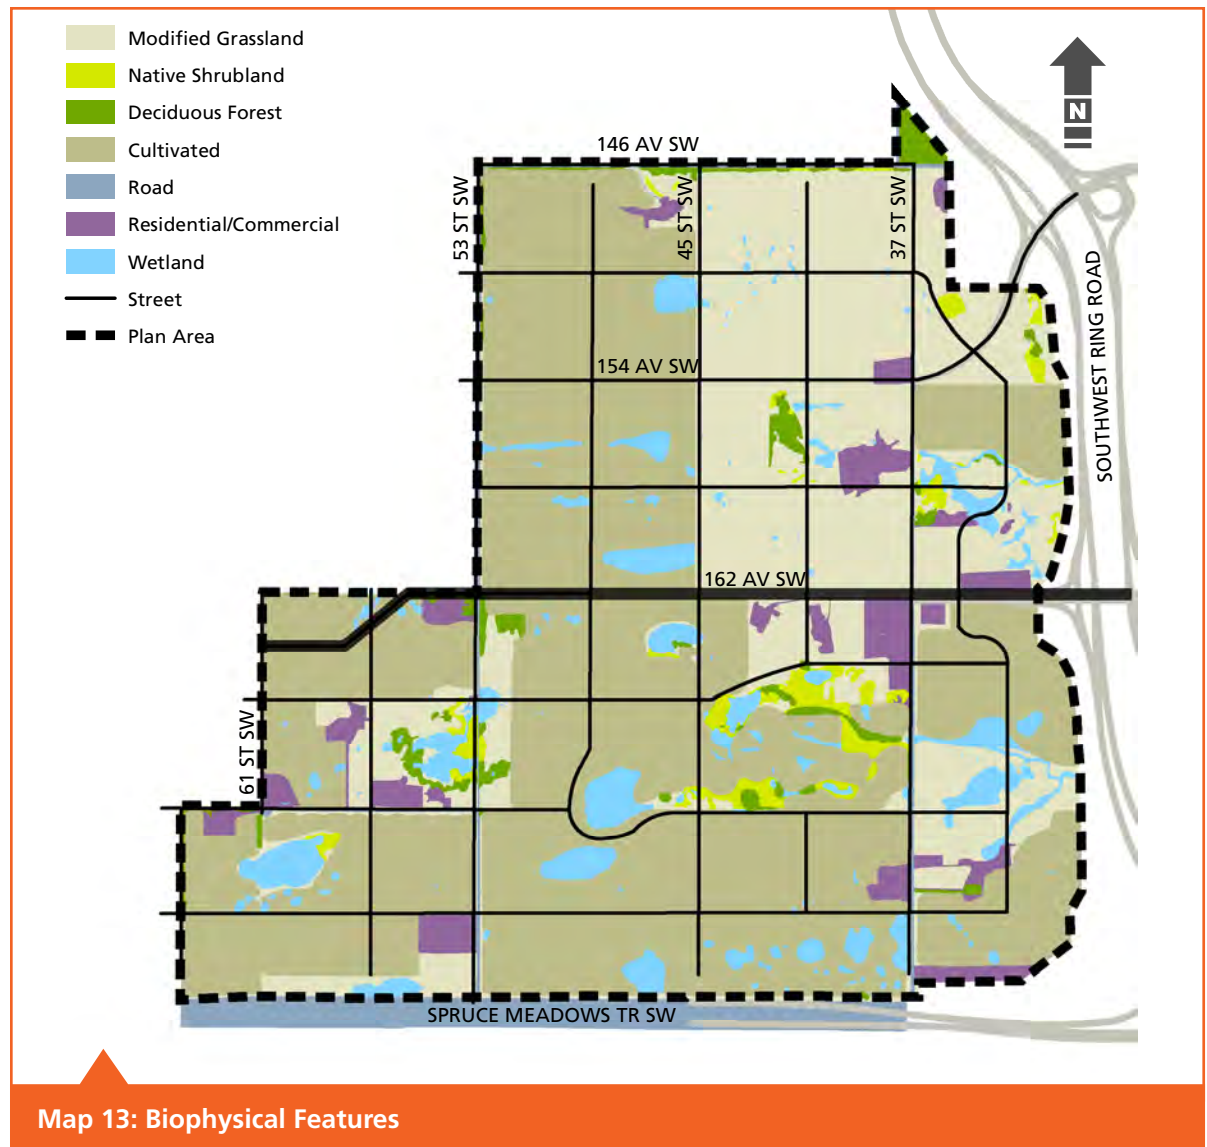 Modified Grassland
Native Shrubland
Deciduous Forest
Cultivated
Road
Residential/Commercial
Wetland
Street
Plan Area
N
146 AV SW
53 ST SW
45 ST SW
37 ST SW
SOUTHWEST RING ROAD
154 AV SW
162 AV SW
61 ST SW
SPRUCE MEADOWS TR SW
Map 13: Biophysical Features